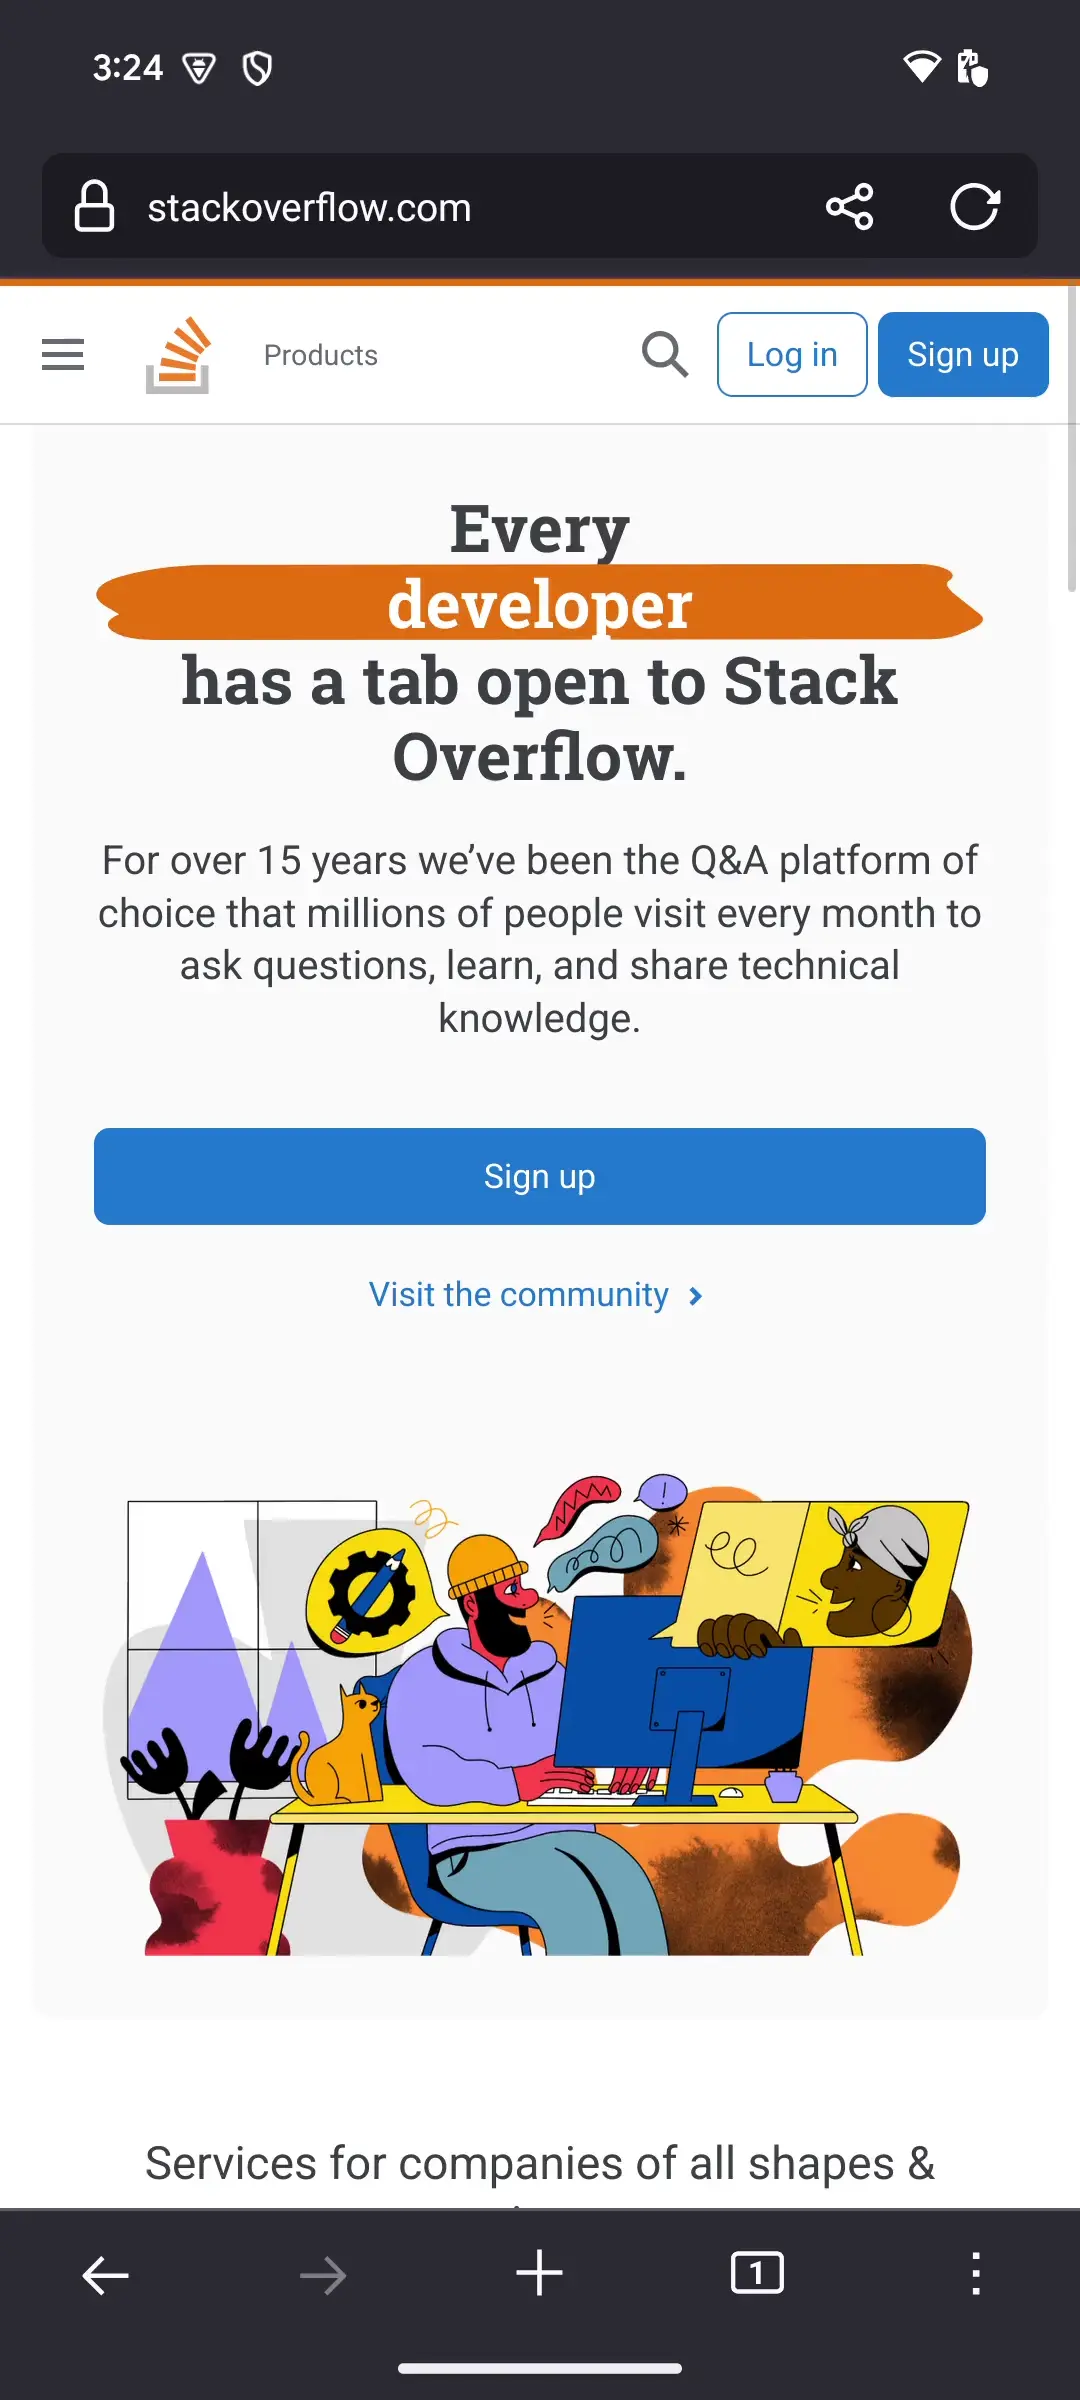 3:24
stackoverflow.com
Products
Log in
Sign up
Every
developer
has a tab open to Stack
Overflow.
For over 15 years we’ve been the Q&A platform of
choice that millions of people visit every month to
ask questions, learn, and share technical
knowledge.
Sign up
Visit the community
!
Services for companies of all shapes &
1